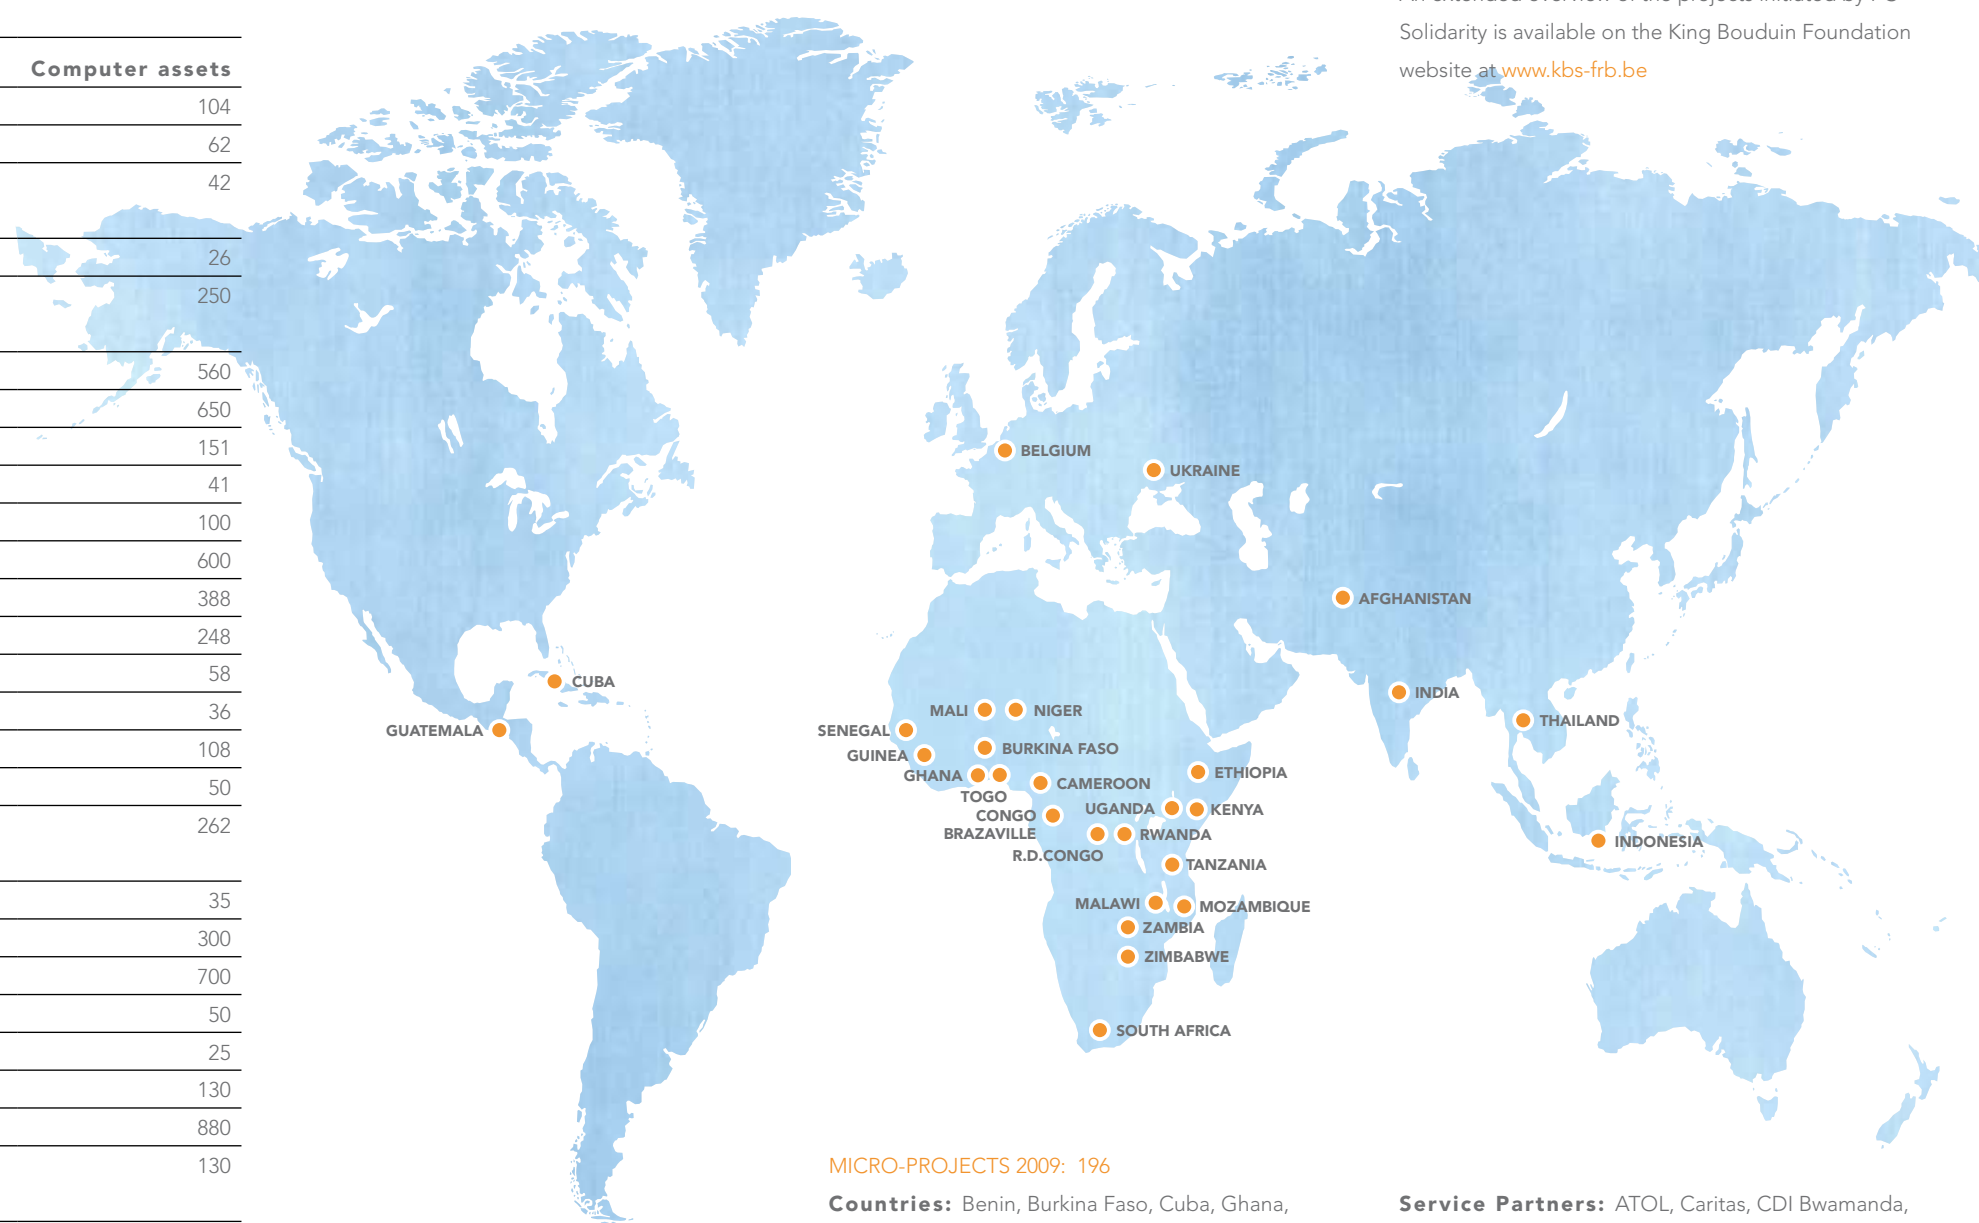 Solidarity is available on the King Bouduin Foundation
website at www.kbs-frb.be
Computer assets
104
62
42
26
250
560
650
151
41
100
600
388
248
58
36
108
50
262
35
300
700
50
25
130
880
130
BELGIUM
UKRAINE
AFGHANISTAN
CUBA
GUATEMALA
INDIA
THAILAND
INDONESIA
MALI
NIGER
SENEGAL
GUINEA
BURKINA FASO
GHANA
TOGO
CAMEROON
ETHIOPIA
CONGO
BRAZAVILLE
UGANDA
KENYA
R.D.CONGO
RWANDA
TANZANIA
MALAWI
MOZAMBIQUE
ZAMBIA
ZIMBABWE
SOUTH AFRICA
MICRO-PROJECTS 2009: 196
Countries: Benin, Burkina Faso, Cuba, Ghana,
Service Partners: ATOL, Caritas, CDI Bwamanda,